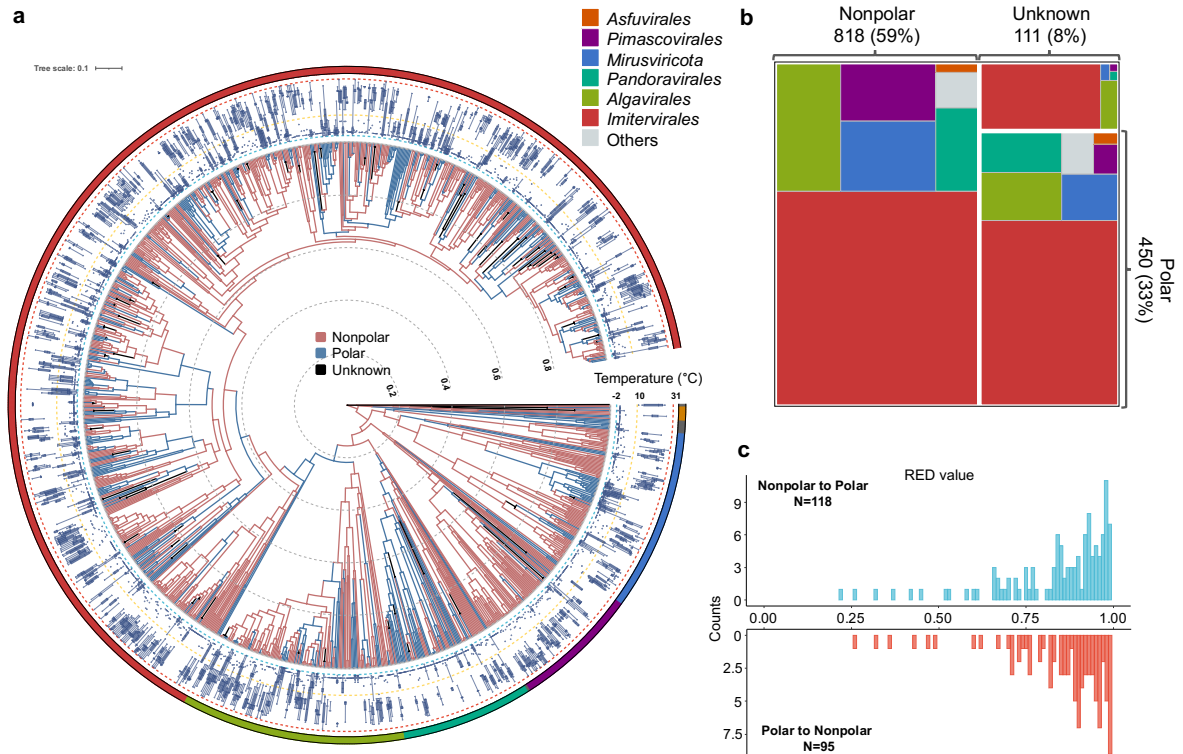 a
Tree scale: 0.1
Asfuvirales
Pimascovirales
Mirusviricota
Pandoravirales
Algavirales
Imitervirales
Others
Nonpolar
Polar
Unknown
0.2
0.4
0.6
0.8
Temperature (°C)
-2 10 31
b
Nonpolar
818 (59%)
Unknown
111 (8%)
Polar
450 (33%)
c
RED value
Nonpolar to Polar
N=118
9
6
3
0
0.00 0.25 0.50 0.75 1.00
Counts
0
2.5
5
7.5
Polar to Nonpolar
N=95